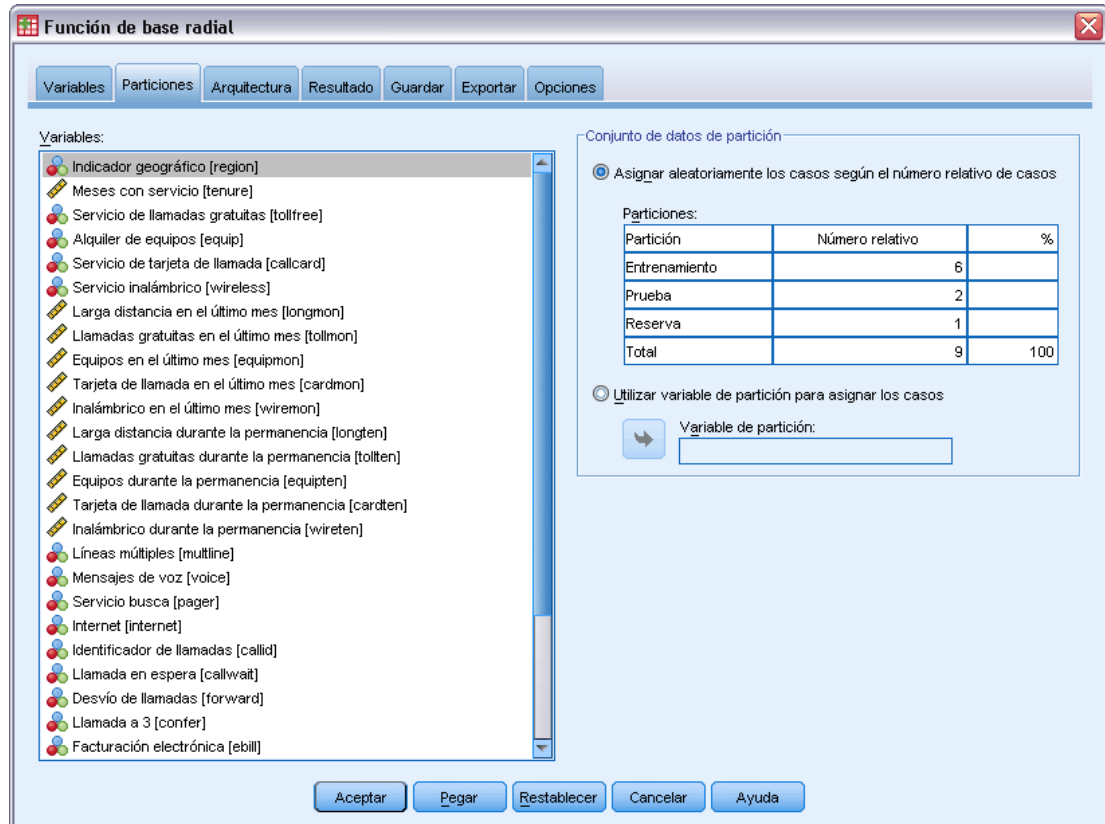 Función de base radial
Variables Particiones Arquitectura Resultado Guardar Exportar Opciones
Variables:
Indicador geográfico [region]
Meses con servicio [tenure]
Servicio de llamadas gratuitas [tollfree]
Alquiler de equipos [equip]
Servicio de tarjeta de llamada [callcard]
Servicio inalámbrico [wireless]
Larga distancia en el último mes [longmon]
Llamadas gratuitas en el último mes [tollmon]
Equipos en el último mes [equipmon]
Tarjeta de llamada en el último mes [cardmon]
Inalámbrico en el último mes [wiremon]
Larga distancia durante la permanencia [longten]
Llamadas gratuitas durante la permanencia [tollten]
Equipos durante la permanencia [equipten]
Tarjeta de llamada durante la permanencia [cardten]
Inalámbrico durante la permanencia [wireten]
Líneas múltiples [multline]
Mensajes de voz [voice]
Servicio busca [pager]
Internet [internet]
Identificador de llamadas [callid]
Llamada en espera [callwait]
Desvío de llamadas [forward]
Llamada a 3 [confer]
Facturación electrónica [ebill]
Conjunto de datos de partición
Asignar aleatoriamente los casos según el número relativo de casos
Particiones:
Partición Número relativo %
Entrenamiento 6
Prueba 2
Reserva 1
Total 9 100
Utilizar variable de partición para asignar los casos
Variable de partición:
Aceptar Pegar Restablecer Cancelar Ayuda